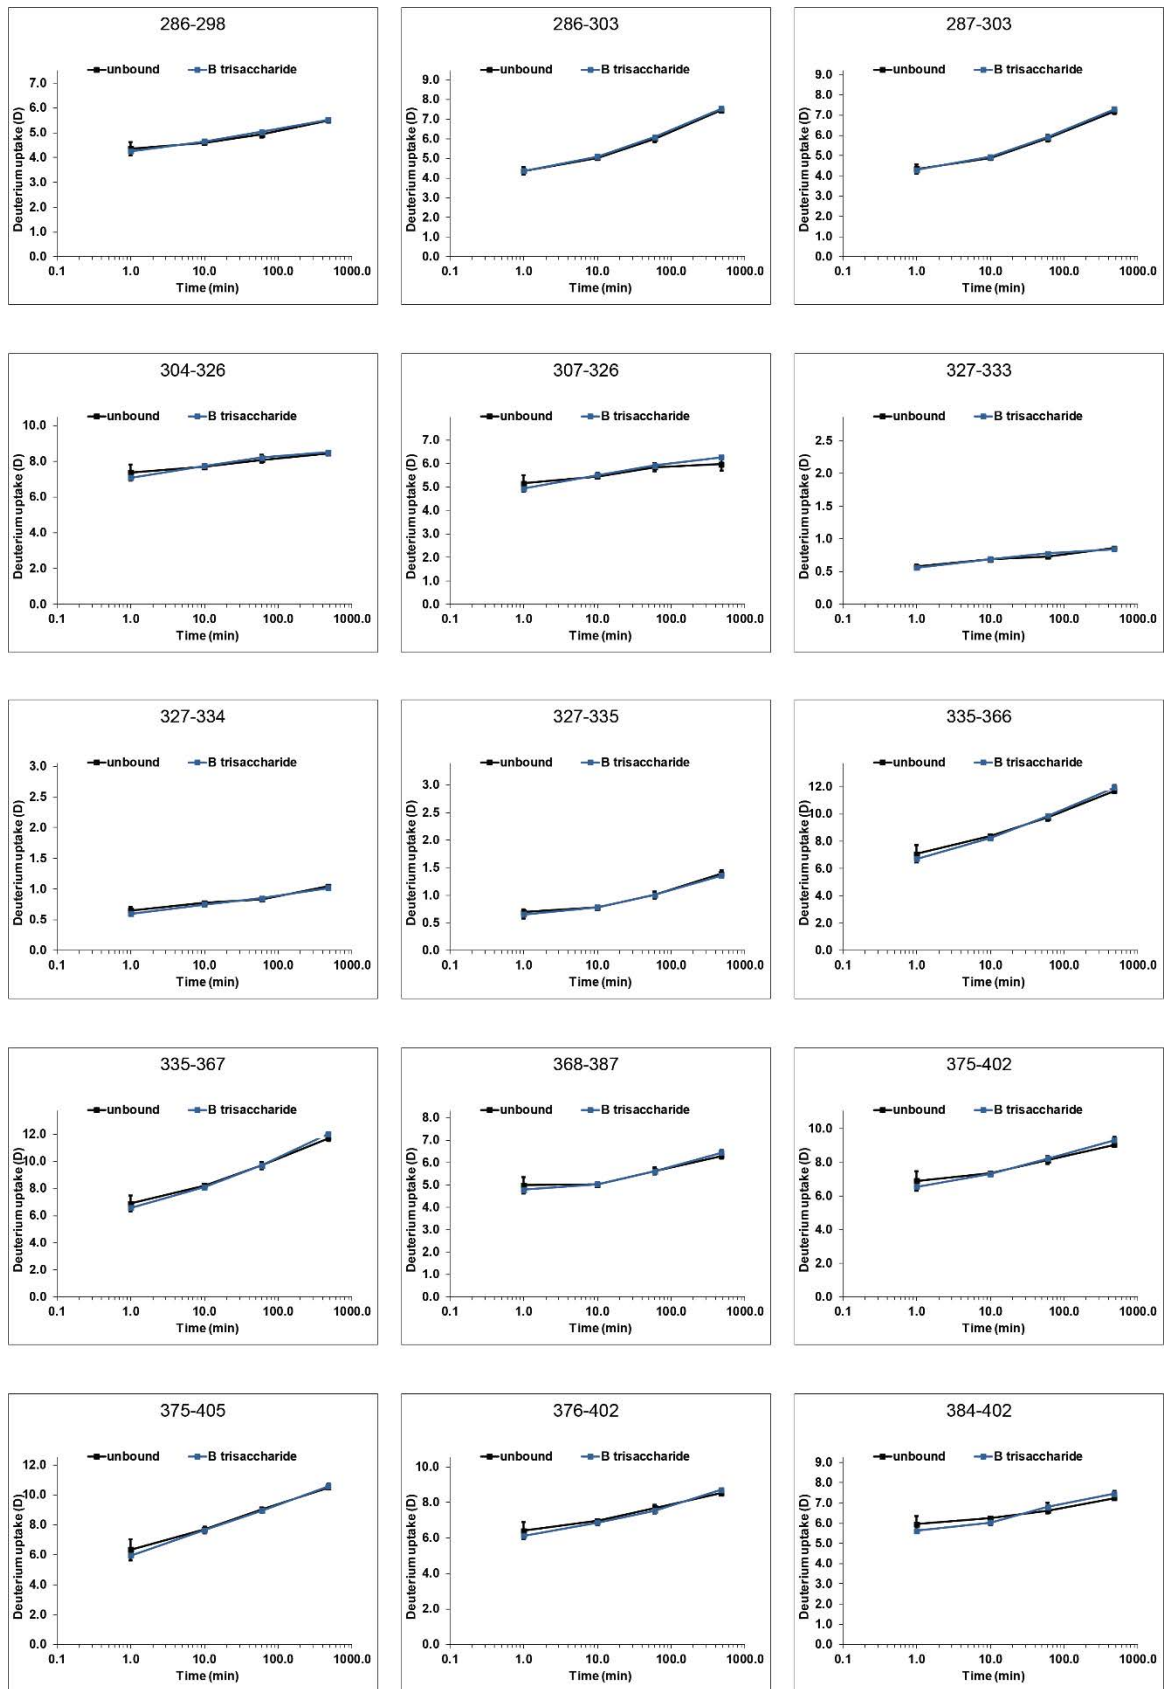 286-298
unbound B trisaccharide
Deuterium uptake (D)
7.0
6.0
5.0
4.0
3.0
2.0
1.0
0.0
0.1 1.0 10.0 100.0 1000.0
Time (min)
286-303
unbound B trisaccharide
Deuterium uptake (D)
9.0
8.0
7.0
6.0
5.0
4.0
3.0
2.0
1.0
0.0
0.1 1.0 10.0 100.0 1000.0
Time (min)
287-303
unbound B trisaccharide
Deuterium uptake (D)
9.0
8.0
7.0
6.0
5.0
4.0
3.0
2.0
1.0
0.0
0.1 1.0 10.0 100.0 1000.0
Time (min)
304-326
unbound B trisaccharide
Deuterium uptake (D)
10.0
8.0
6.0
4.0
2.0
0.0
0.1 1.0 10.0 100.0 1000.0
Time (min)
307-326
unbound B trisaccharide
Deuterium uptake (D)
7.0
6.0
5.0
4.0
3.0
2.0
1.0
0.0
0.1 1.0 10.0 100.0 1000.0
Time (min)
327-333
unbound B trisaccharide
Deuterium uptake (D)
2.5
2.0
1.5
1.0
0.5
0.0
0.1 1.0 10.0 100.0 1000.0
Time (min)
327-334
unbound B trisaccharide
Deuterium uptake (D)
3.0
2.5
2.0
1.5
1.0
0.5
0.0
0.1 1.0 10.0 100.0 1000.0
Time (min)
327-335
unbound B trisaccharide
Deuterium uptake (D)
3.0
2.5
2.0
1.5
1.0
0.5
0.0
0.1 1.0 10.0 100.0 1000.0
Time (min)
335-366
unbound B trisaccharide
Deuterium uptake (D)
12.0
10.0
8.0
6.0
4.0
2.0
0.0
0.1 1.0 10.0 100.0 1000.0
Time (min)
335-367
unbound B trisaccharide
Deuterium uptake (D)
12.0
10.0
8.0
6.0
4.0
2.0
0.0
0.1 1.0 10.0 100.0 1000.0
Time (min)
368-387
unbound B trisaccharide
Deuterium uptake (D)
8.0
7.0
6.0
5.0
4.0
3.0
2.0
1.0
0.0
0.1 1.0 10.0 100.0 1000.0
Time (min)
375-402
unbound B trisaccharide
Deuterium uptake (D)
10.0
8.0
6.0
4.0
2.0
0.0
0.1 1.0 10.0 100.0 1000.0
Time (min)
375-405
unbound B trisaccharide
Deuterium uptake (D)
12.0
10.0
8.0
6.0
4.0
2.0
0.0
0.1 1.0 10.0 100.0 1000.0
Time (min)
376-402
unbound B trisaccharide
Deuterium uptake (D)
10.0
8.0
6.0
4.0
2.0
0.0
0.1 1.0 10.0 100.0 1000.0
Time (min)
384-402
unbound B trisaccharide
Deuterium uptake (D)
9.0
8.0
7.0
6.0
5.0
4.0
3.0
2.0
1.0
0.0
0.1 1.0 10.0 100.0 1000.0
Time (min)